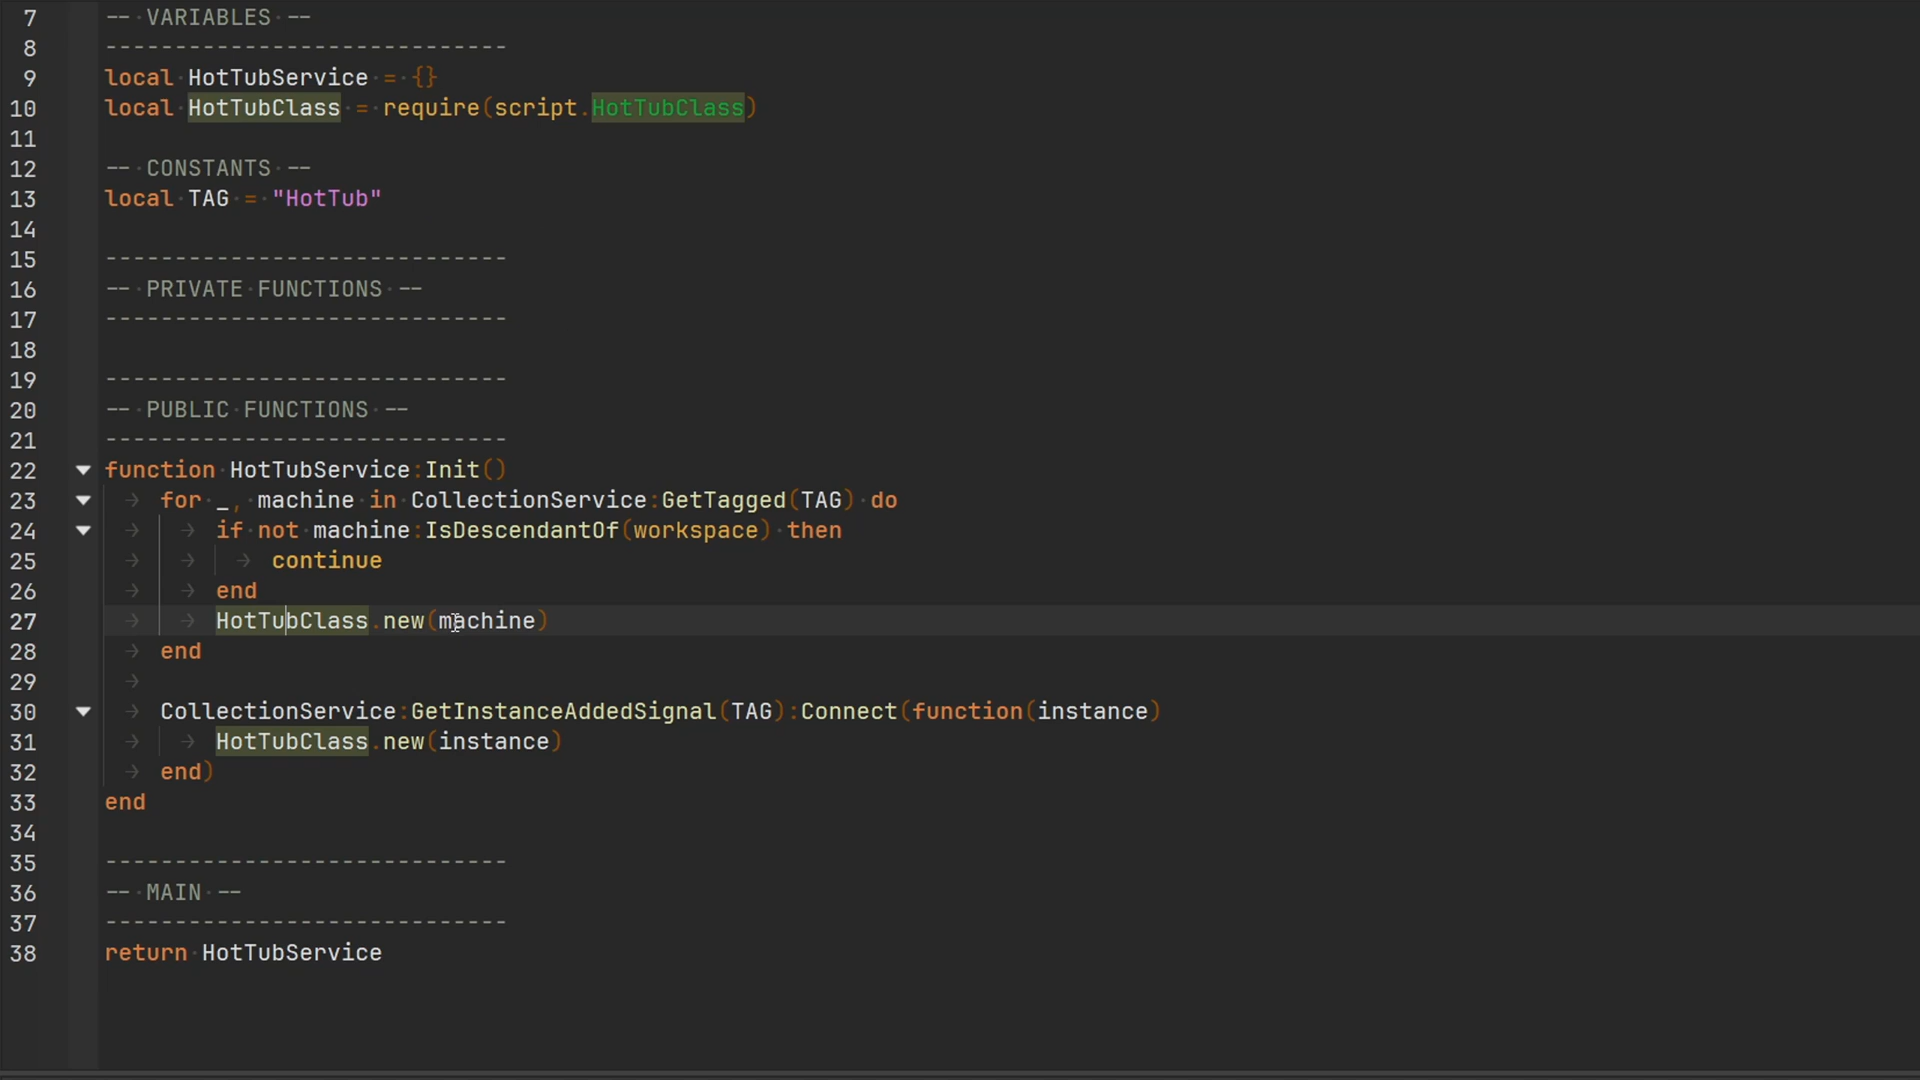 7 -- VARIABLES --
8 -----------------------------
9 local HotTubService = {}
10 local HotTubClass = require(script.HotTubClass)
11
12 -- CONSTANTS --
13 local TAG = "HotTub"
14
15 -----------------------------
16 -- PRIVATE FUNCTIONS --
17 -----------------------------
18
19 -----------------------------
20 -- PUBLIC FUNCTIONS --
21 -----------------------------
22 function HotTubService:Init()
23 for _, machine in CollectionService:GetTagged(TAG) do
24 if not machine:IsDescendantOf(workspace) then
25 continue
26 end
27 HotTubClass.new(machine)
28 end
29
30 CollectionService:GetInstanceAddedSignal(TAG):Connect(function(instance)
31 HotTubClass.new(instance)
32 end)
33 end
34
35 -----------------------------
36 -- MAIN --
37 -----------------------------
38 return HotTubService